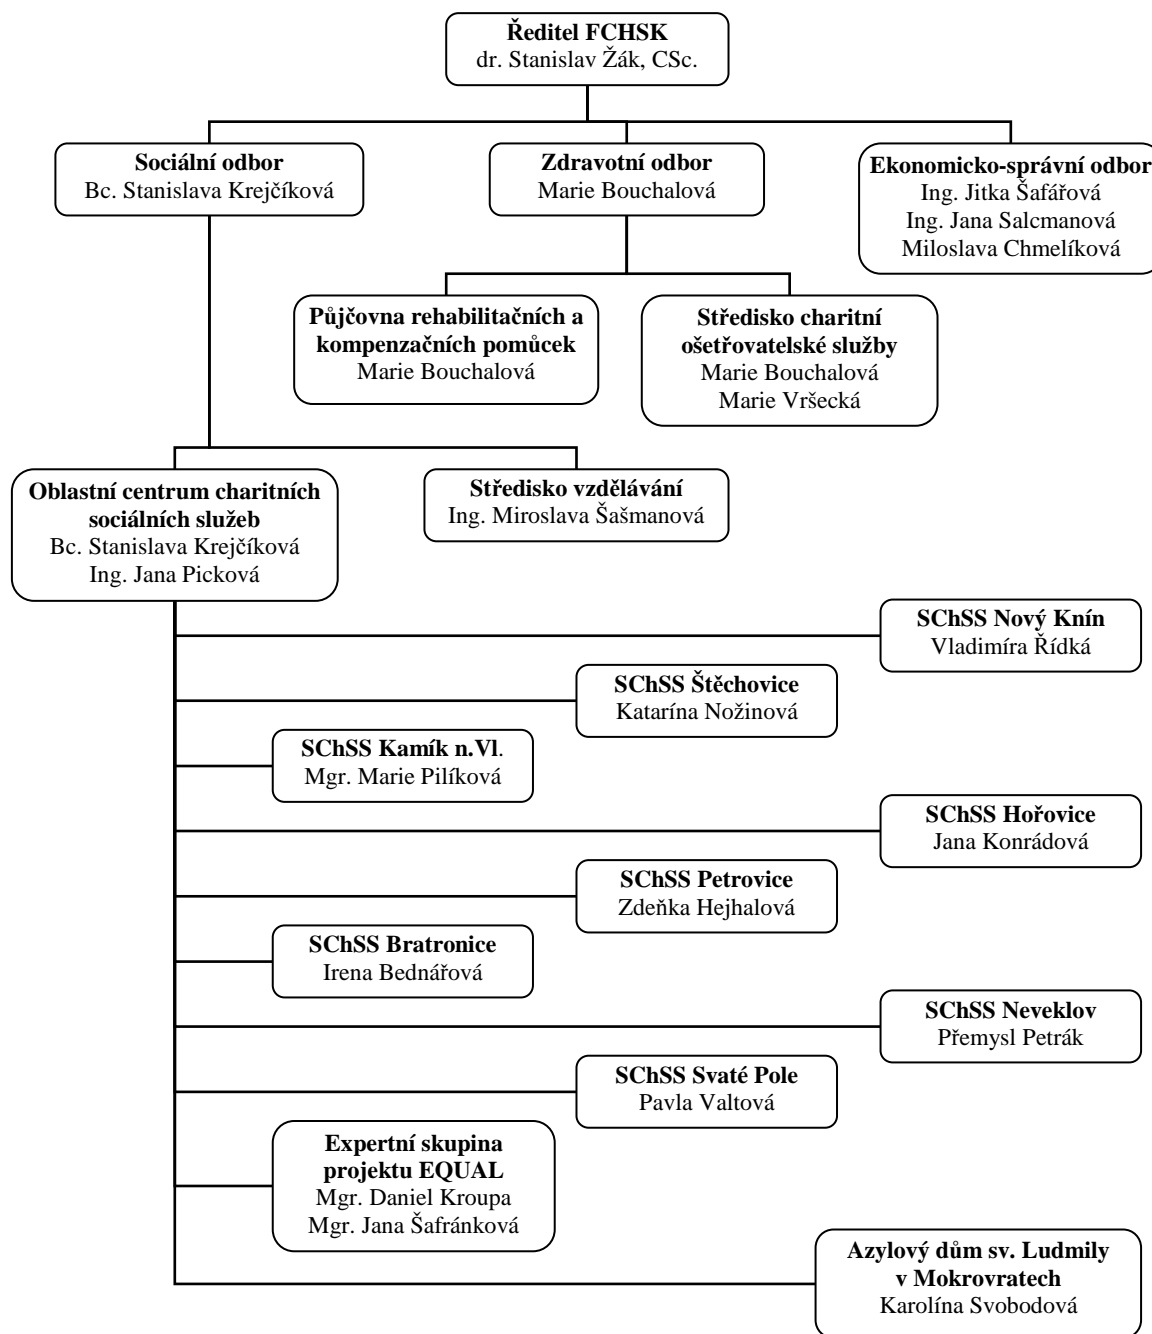 Ředitel FCHSK
dr. Stanislav Žák, CSc.
Sociální odbor
Bc. Stanislava Krejčíková
Zdravotní odbor
Marie Bouchalová
Ekonomicko-správní odbor
Ing. Jitka Šafářová
Ing. Jana Salcmanová
Miloslava Chmelíková
Půjčovna rehabilitačních a
kompenzačních pomůcek
Marie Bouchalová
Středisko charitní
ošetřovatelské služby
Marie Bouchalová
Marie Vršecká
Oblastní centrum charitních
sociálních služeb
Bc. Stanislava Krejčíková
Ing. Jana Picková
Středisko vzdělávání
Ing. Miroslava Šašmanová
SChSS Nový Knín
Vladimíra Řídká
SChSS Štěchovice
Katarína Nožinová
SChSS Kamík n.Vl.
Mgr. Marie Pilíková
SChSS Hořovice
Jana Konrádová
SChSS Petrovice
Zdeňka Hejhalová
SChSS Bratronice
Irena Bednářová
SChSS Neveklov
Přemysl Petrák
SChSS Svaté Pole
Pavla Valtová
Expertní skupina
projektu EQUAL
Mgr. Daniel Kroupa
Mgr. Jana Šafránková
Azylový dům sv. Ludmily
v Mokrovratech
Karolína Svobodová